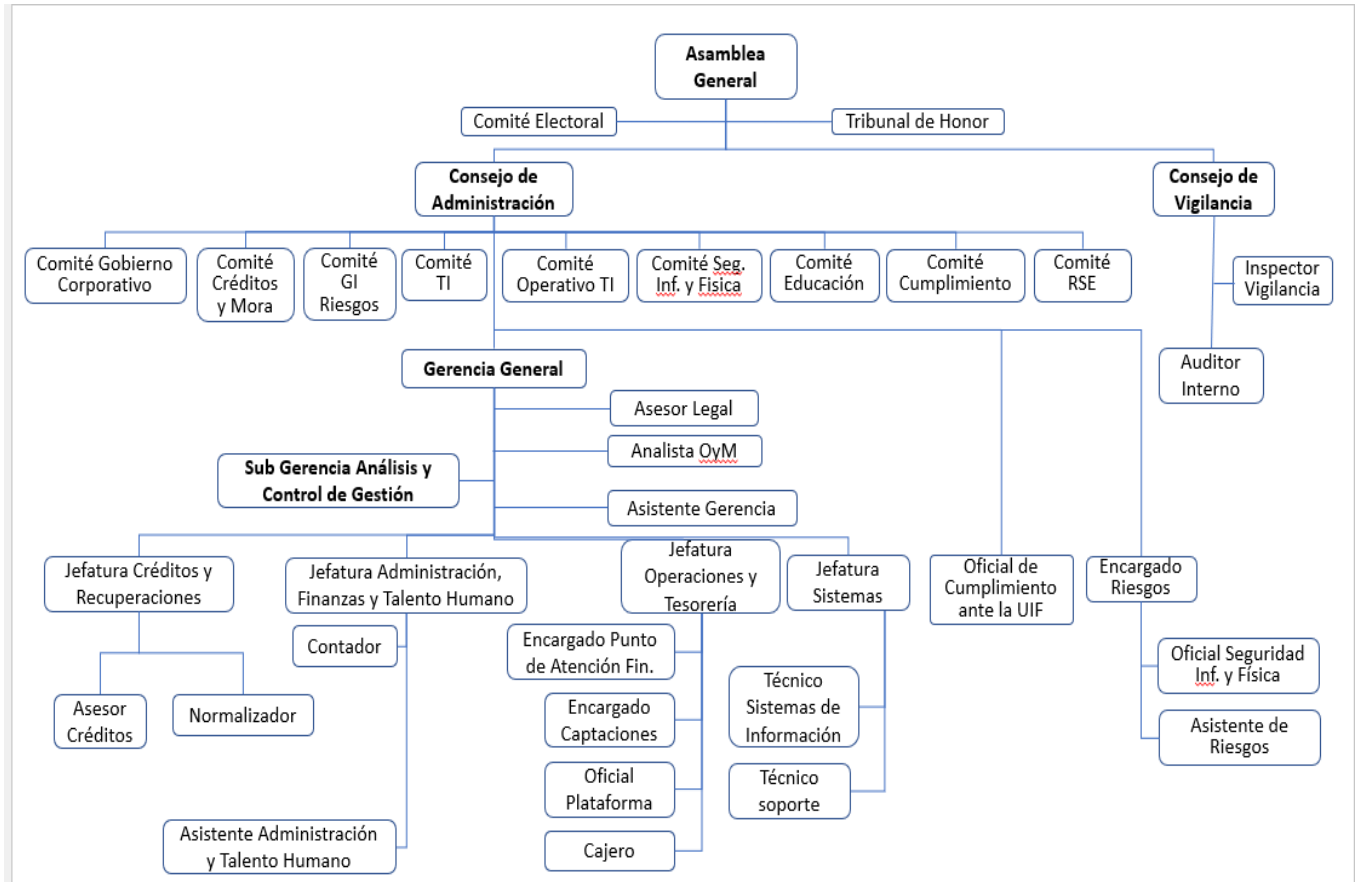 Asamblea
General
Comité Electoral
Tribunal de Honor
Consejo de
Administración
Consejo de
Vigilancia
Comité Gobierno
Corporativo
Comité
Créditos
y Mora
Comité
GI
Riesgos
Comité
TI
Comité
Operativo TI
Comité Seg.
Inf. y Fisica
Comité
Educación
Comité
Cumplimiento
Comité
RSE
Inspector
Vigilancia
Auditor
Interno
Gerencia General
Asesor Legal
Analista OyM
Sub Gerencia Análisis y
Control de Gestión
Asistente Gerencia
Jefatura Créditos y
Recuperaciones
Jefatura Administración,
Finanzas y Talento Humano
Jefatura
Operaciones y
Tesorería
Jefatura
Sistemas
Oficial de
Cumplimiento
ante la UIF
Encargado
Riesgos
Asesor
Créditos
Normalizador
Contador
Asistente Administración
y Talento Humano
Encargado Punto
de Atención Fin.
Encargado
Captaciones
Oficial
Plataforma
Cajero
Técnico
Sistemas de
Información
Técnico
soporte
Oficial Seguridad
Inf. y Física
Asistente de
Riesgos